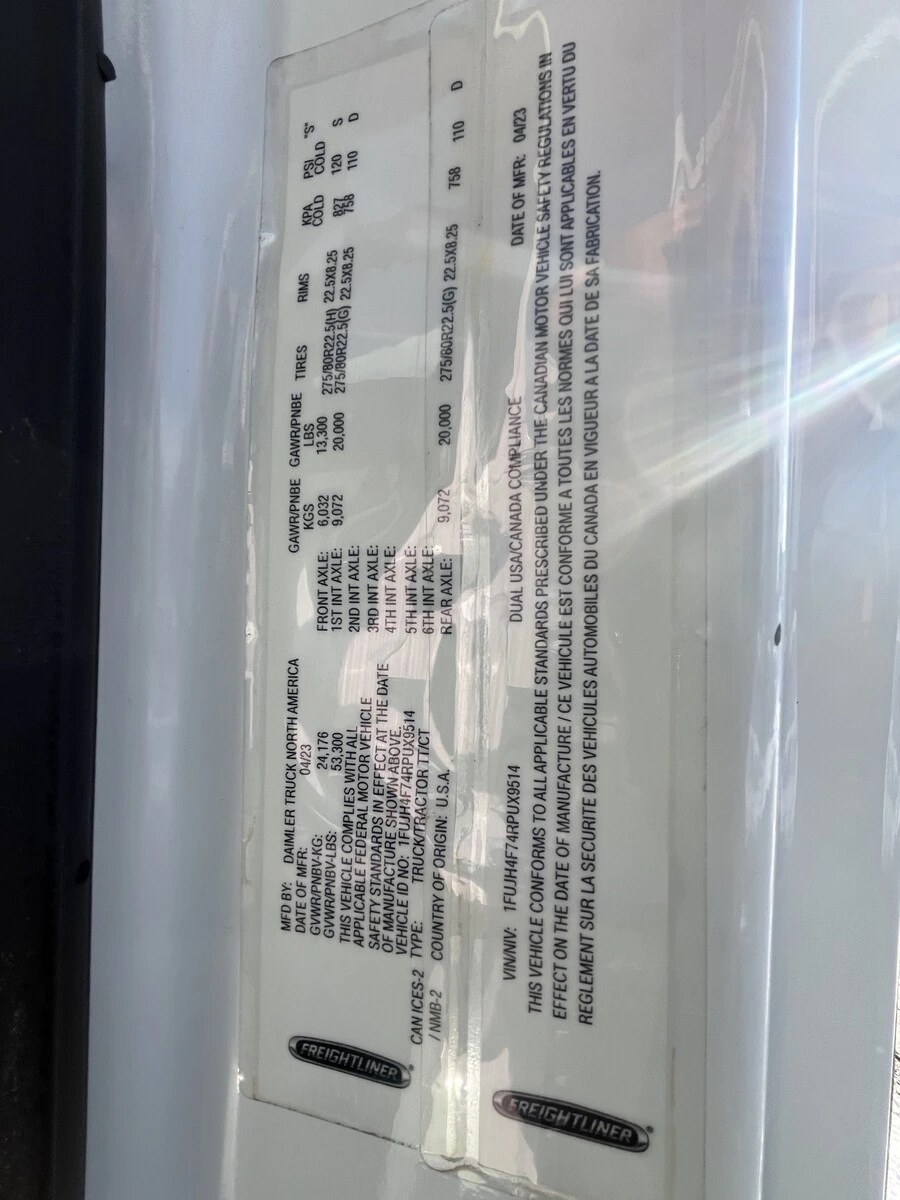 FREIGHTLINER
MFD BY: DAIMLER TRUCK NORTH AMERICA
DATE OF MFR: 04/23
GVWR/PNBV-KG: 24,176
GVWR/PNBV-LBS: 53,300
THIS VEHICLE COMPLIES WITH ALL
APPLICABLE FEDERAL MOTOR VEHICLE
SAFETY STANDARDS IN EFFECT AT THE DATE
OF MANUFACTURE SHOWN ABOVE.
VEHICLE ID NO: 1FUJH4F74RPUX9514
CAN ICES-2 TYPE: TRUCK/TRACTOR TT/CT
/ NMB-2 COUNTRY OF ORIGIN: U.S.A.
GAWR/PNBE GAWR/PNBE TIRES RIMS KPA PSI "S"
KGS LBS COLD COLD
FRONT AXLE: 6,032 13,300 275/80R22.5(H) 22.5X8.25 827 120 S
1ST INT AXLE: 9,072 20,000 275/80R22.5(G) 22.5X8.25 758 110 D
2ND INT AXLE:
3RD INT AXLE:
4TH INT AXLE:
5TH INT AXLE:
6TH INT AXLE:
REAR AXLE: 9,072 20,000 275/80R22.5(G) 22.5X8.25 758 110 D
FREIGHTLINER
VIN/NIV: 1FUJH4F74RPUX9514 DUAL USA/CANADA COMPLIANCE DATE OF MFR: 04/23
THIS VEHICLE CONFORMS TO ALL APPLICABLE STANDARDS PRESCRIBED UNDER THE CANADIAN MOTOR VEHICLE SAFETY REGULATIONS IN
EFFECT ON THE DATE OF MANUFACTURE / CE VEHICULE EST CONFORME A TOUTES LES NORMES QUI LUI SONT APPLICABLES EN VERTU DU
REGLEMENT SUR LA SECURITE DES VEHICULES AUTOMOBILES DU CANADA EN VIGUEUR A LA DATE DE SA FABRICATION.